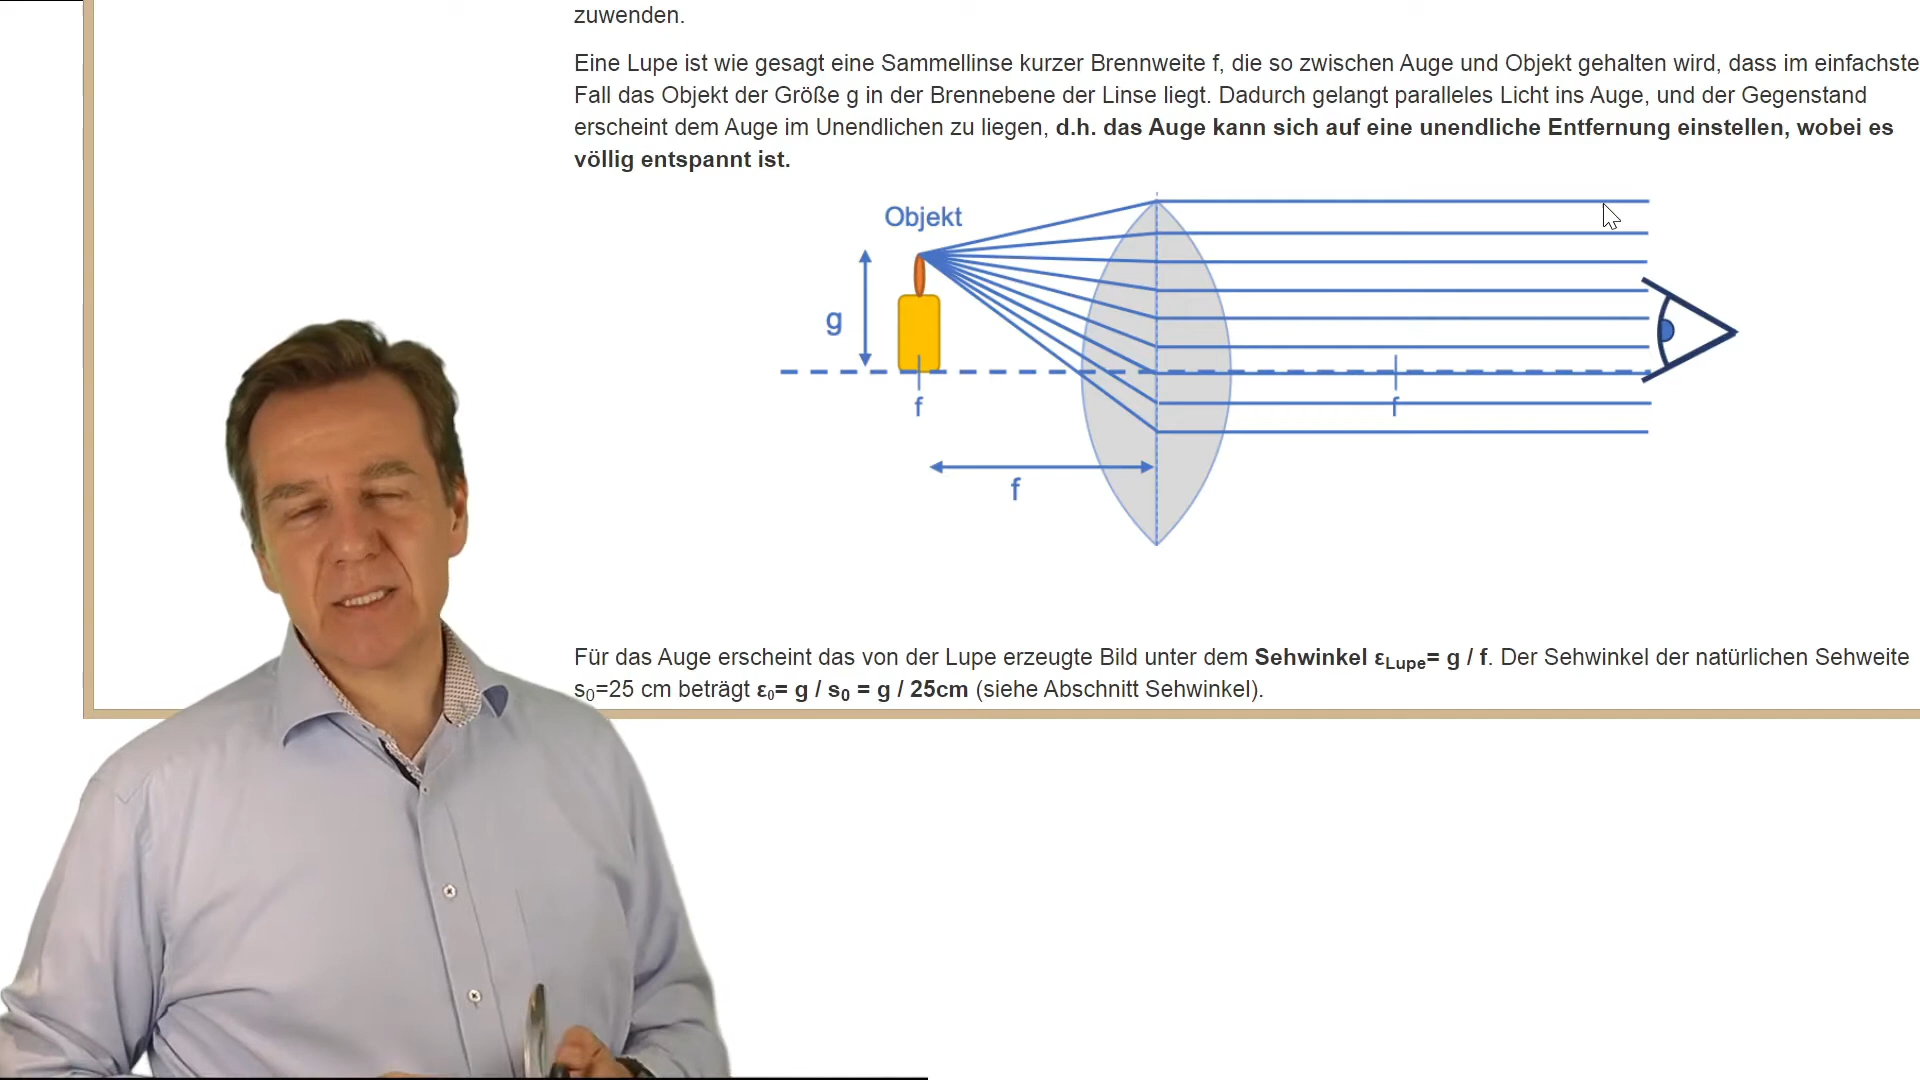 zuwenden.
Eine Lupe ist wie gesagt eine Sammellinse kurzer Brennweite f, die so zwischen Auge und Objekt gehalten wird, dass im einfachste
Fall das Objekt der Größe g in der Brennebene der Linse liegt. Dadurch gelangt paralleles Licht ins Auge, und der Gegenstand
erscheint dem Auge im Unendlichen zu liegen, d.h. das Auge kann sich auf eine unendliche Entfernung einstellen, wobei es
völlig entspannt ist.
Objekt
g
f
f
f
Für das Auge erscheint das von der Lupe erzeugte Bild unter dem Sehwinkel εLupe= g / f. Der Sehwinkel der natürlichen Sehweite
s0=25 cm beträgt ε0= g / s0 = g / 25cm (siehe Abschnitt Sehwinkel).